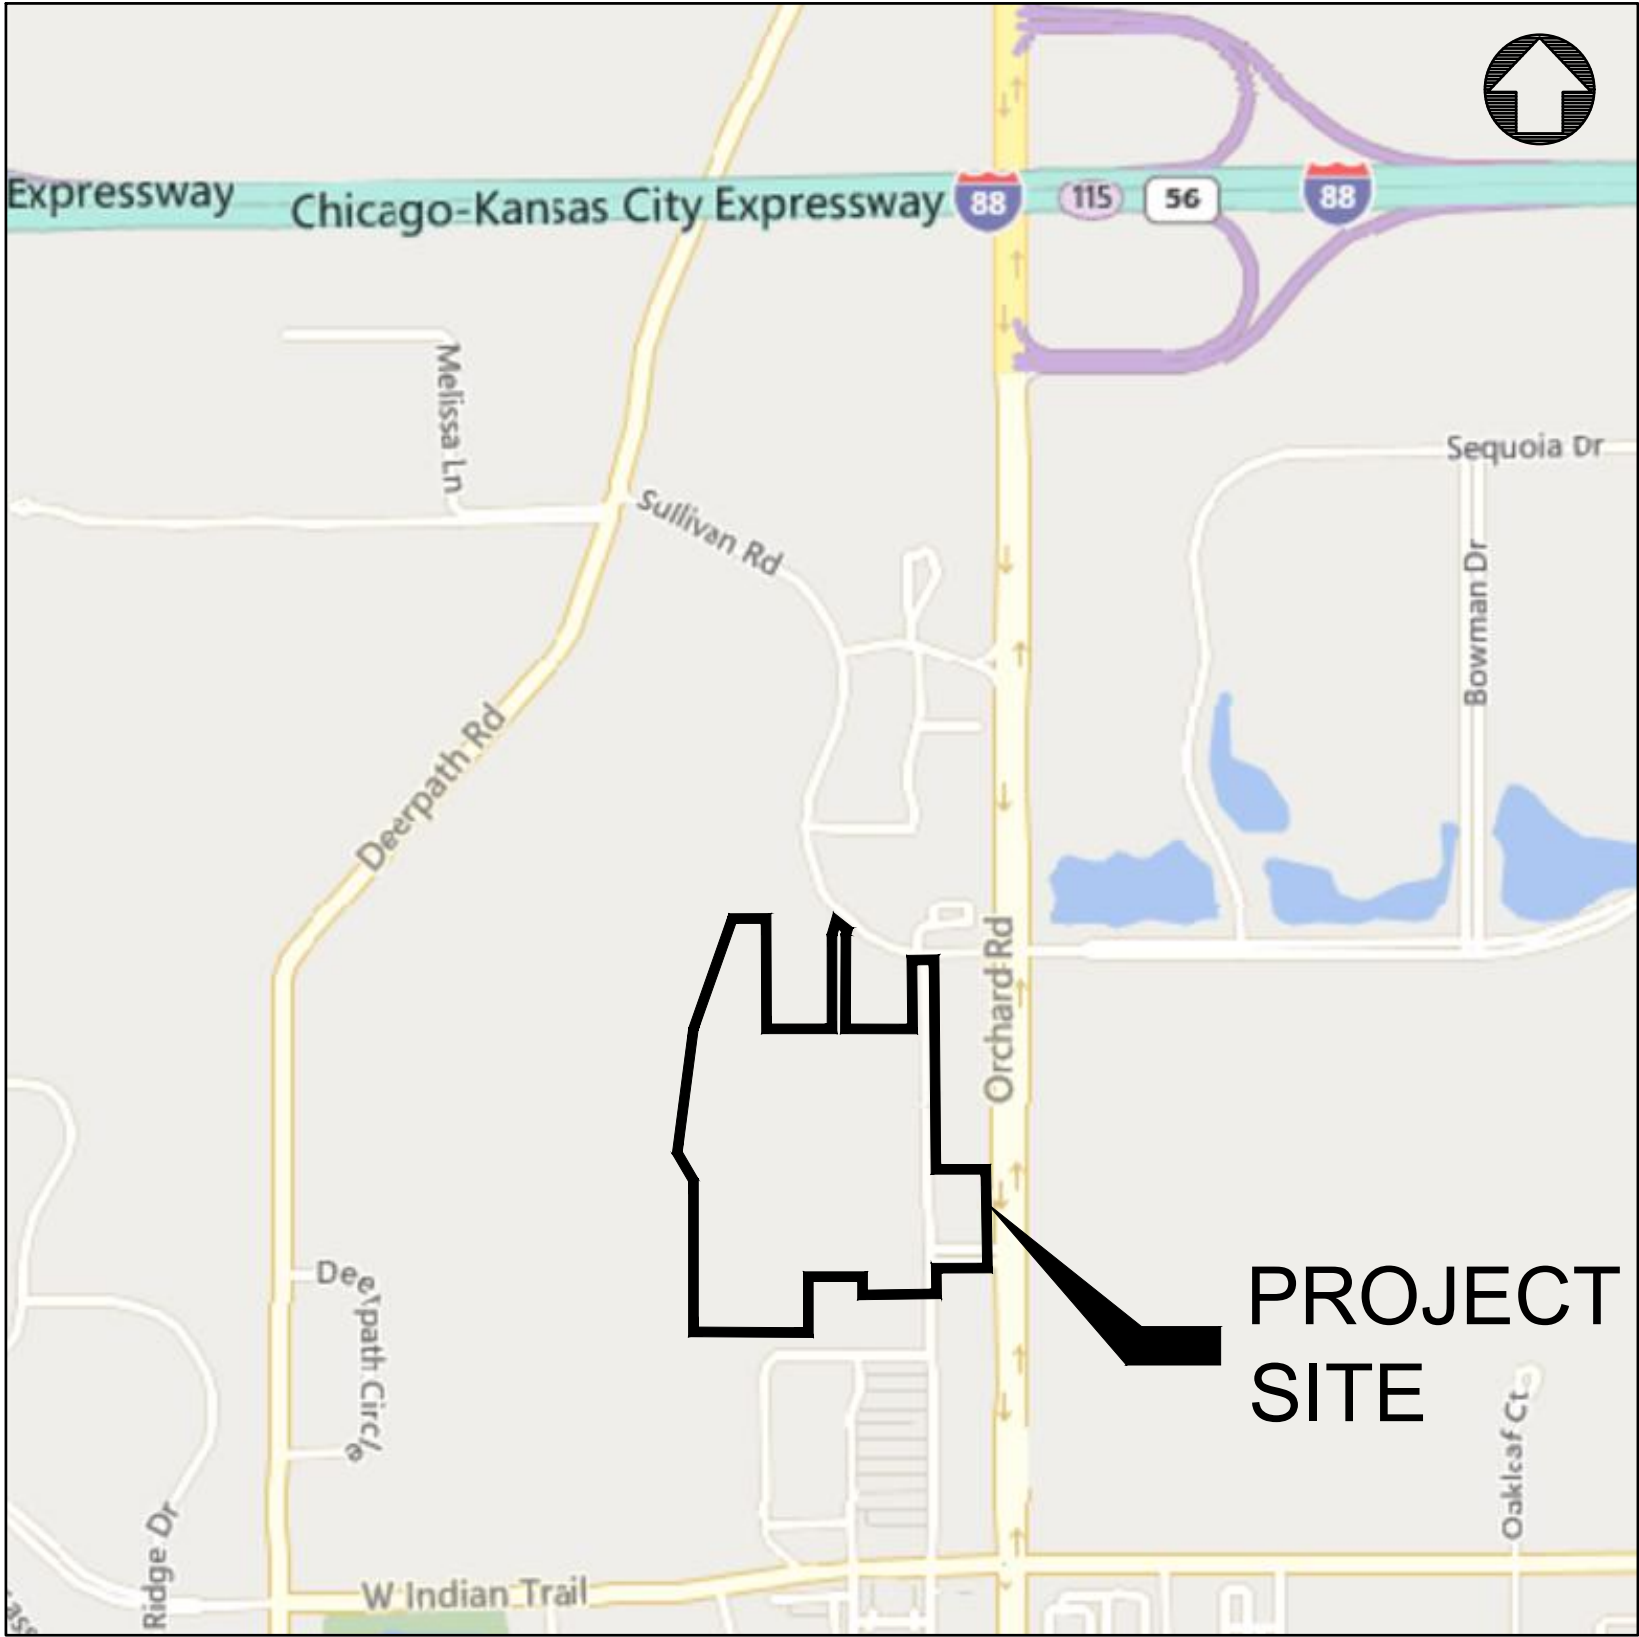 Expressway
Chicago-Kansas City Expressway
88
115
56
88
Melissa Ln
Sequoia Dr
Sullivan Rd
Bowman Dr
Deerpath Rd
Orchard Rd
PROJECT
SITE
Deerpath Circle
Oakleaf Ct
Ridge Dr
W Indian Trail